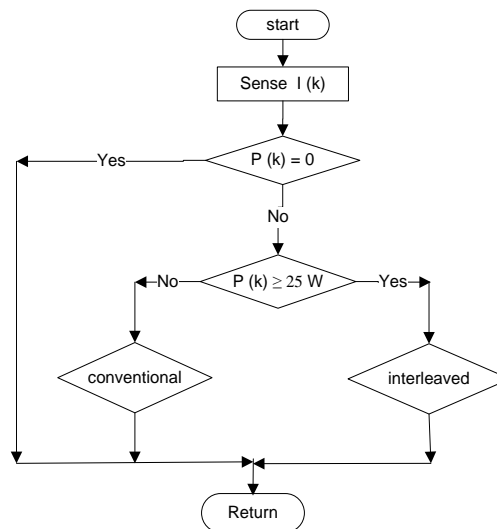 start
Sense I (k)
P (k) = 0
Yes
No
P (k) ≥ 25 W
No
Yes
conventional
interleaved
Return